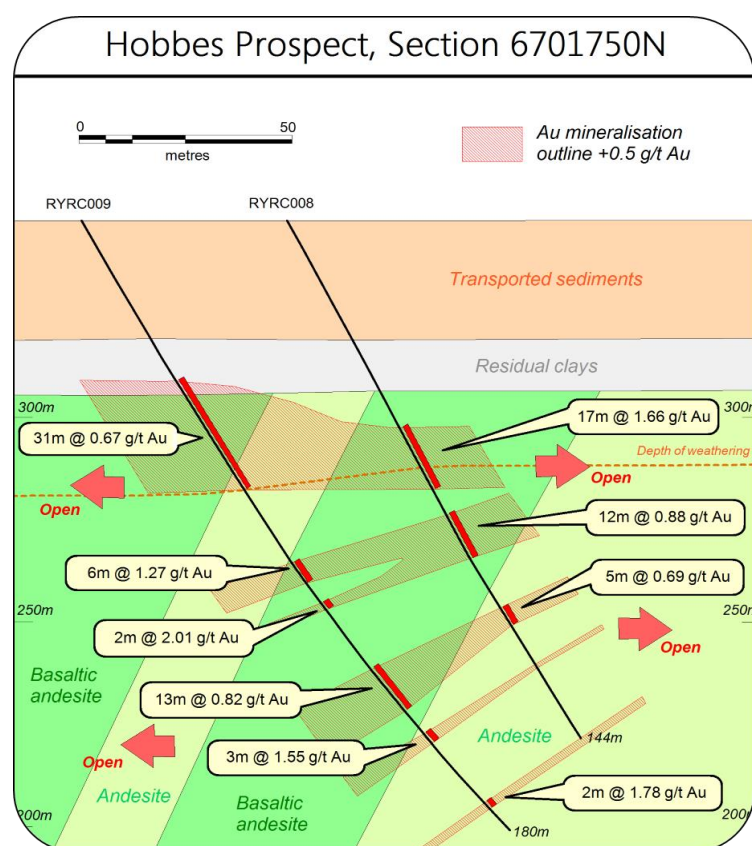 Hobbes Prospect, Section 6701750N
0
50
metres
Au mineralisation
outline +0.5 g/t Au
RYRC009
RYRC008
Transported sediments
Residual clays
300m
300m
17m @ 1.66 g/t Au
31m @ 0.67 g/t Au
Depth of weathering
Open
Open
12m @ 0.88 g/t Au
6m @ 1.27 g/t Au
5m @ 0.69 g/t Au
250m
250m
2m @ 2.01 g/t Au
Open
Basaltic
andesite
13m @ 0.82 g/t Au
Andesite
144m
3m @ 1.55 g/t Au
Open
Andesite
Basaltic
andesite
2m @ 1.78 g/t Au
200m
200m
180m